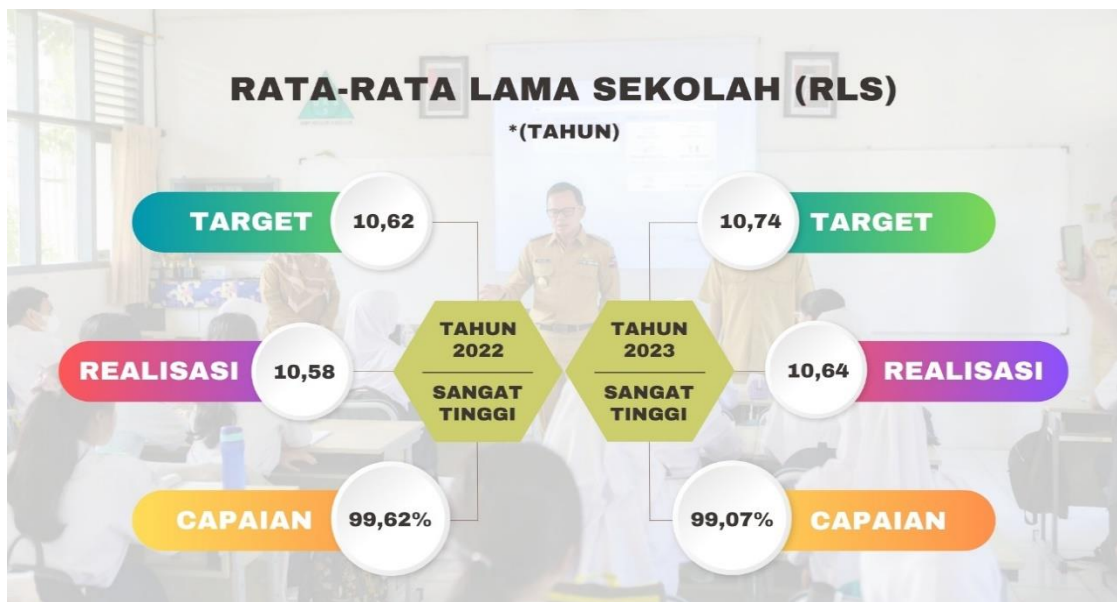 RATA-RATA LAMA SEKOLAH (RLS)
*(TAHUN)
TARGET 10,62
REALISASI 10,58
CAPAIAN 99,62%
TAHUN
2022
SANGAT
TINGGI
TAHUN
2023
SANGAT
TINGGI
10,74 TARGET
10,64 REALISASI
99,07% CAPAIAN